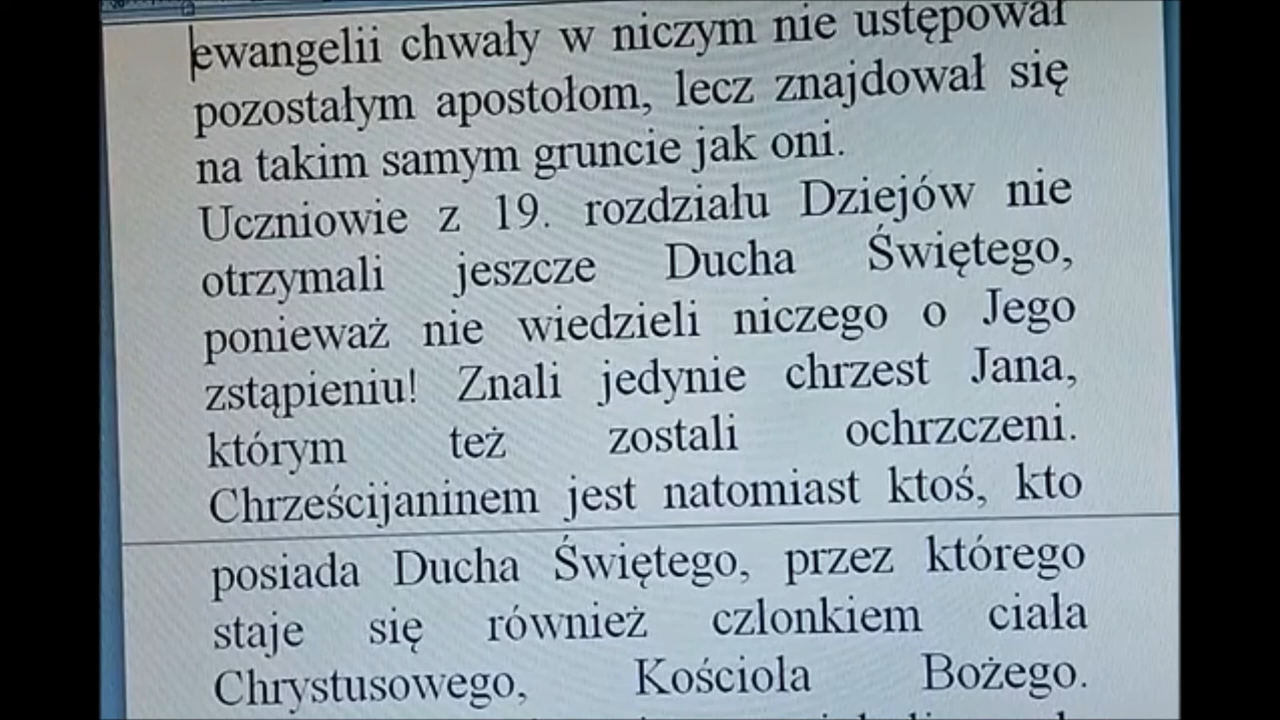 ewangelii chwały w niczym nie ustępował
pozostałym apostołom, lecz znajdował się
na takim samym gruncie jak oni.
Uczniowie z 19. rozdziału Dziejów nie
otrzymali jeszcze Ducha Świętego,
ponieważ nie wiedzieli niczego o Jego
zstąpieniu! Znali jedynie chrzest Jana,
którym też zostali ochrzczeni.
Chrześcijaninem jest natomiast ktoś, kto
posiada Ducha Świętego, przez którego
staje się również członkiem ciała
Chrystusowego, Kościoła Bożego.